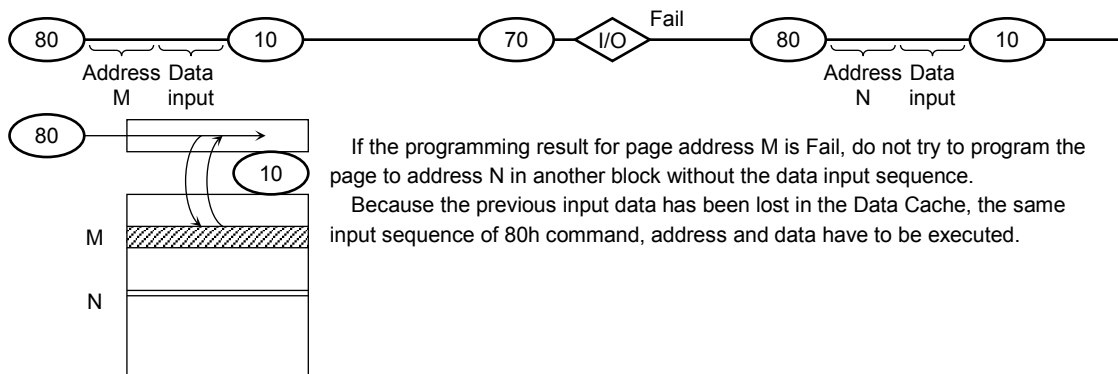 Fail
80 10 70 I/O 80 10
Address Data Address Data
M input N input
80
10
If the programming result for page address M is Fail, do not try to program the
page to address N in another block without the data input sequence.
Because the previous input data has been lost in the Data Cache, the same
input sequence of 80h command, address and data have to be executed.
M
N